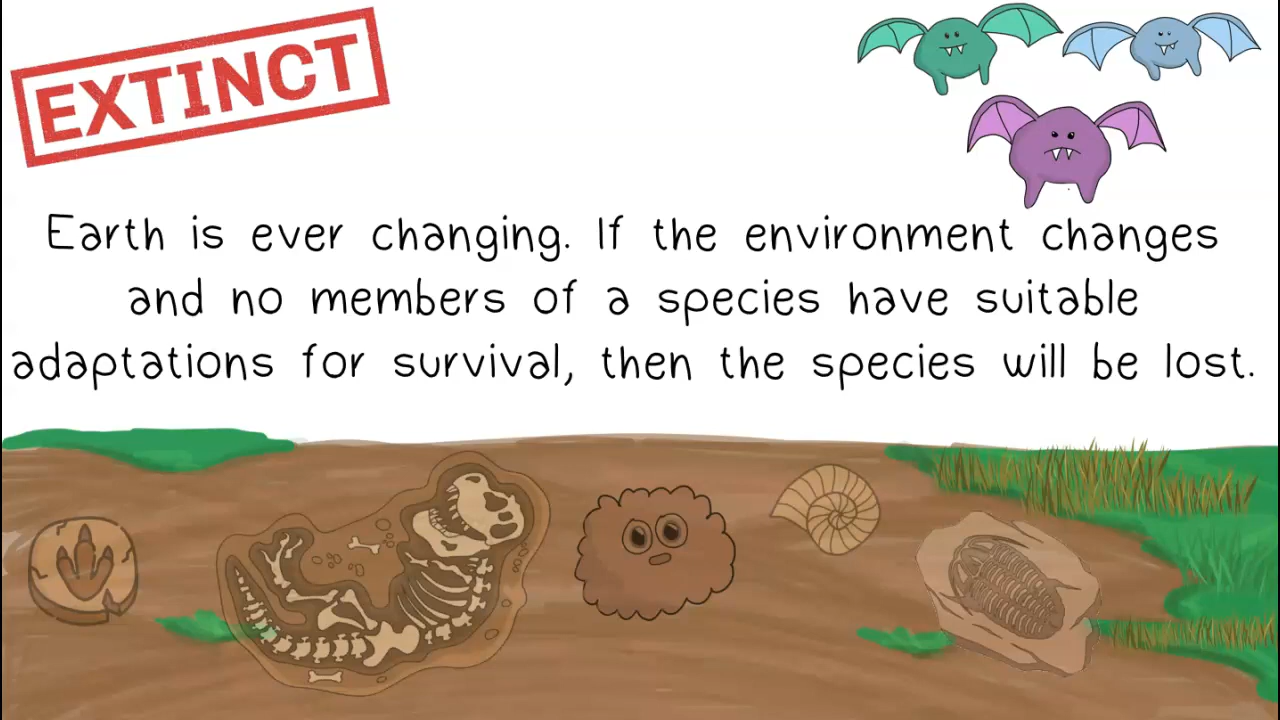 EXTINCT
Earth is ever changing. If the environment changes
and no members of a species have suitable
adaptations for survival, then the species will be lost.